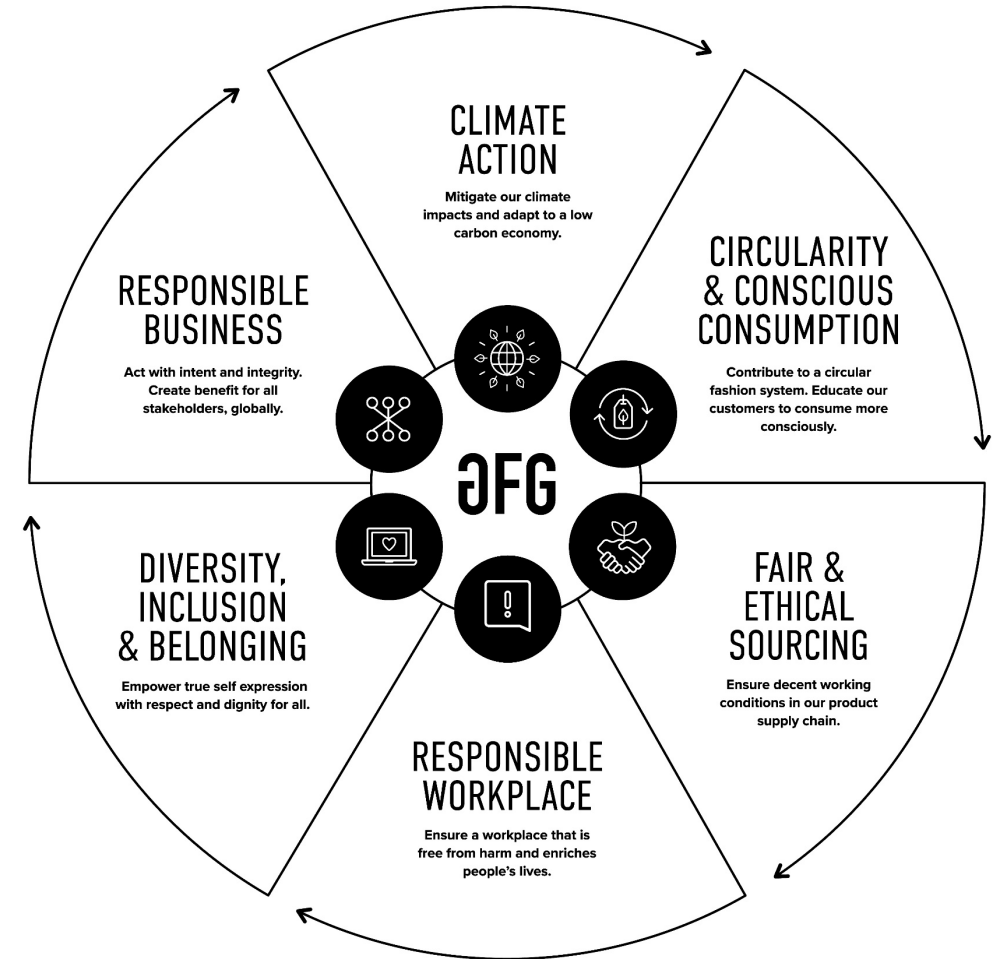 CLIMATE
ACTION
Mitigate our climate
impacts and adapt to a low
carbon economy.
CIRCULARITY
& CONSCIOUS
CONSUMPTION
Contribute to a circular
fashion system. Educate our
customers to consume more
consciously.
FAIR &
ETHICAL
SOURCING
Ensure decent working
conditions in our product
supply chain.
RESPONSIBLE
WORKPLACE
Ensure a workplace that is
free from harm and enriches
people’s lives.
DIVERSITY,
INCLUSION
& BELONGING
Empower true self expression
with respect and dignity for all.
RESPONSIBLE
BUSINESS
Act with intent and integrity.
Create benefit for all
stakeholders, globally.
GFG